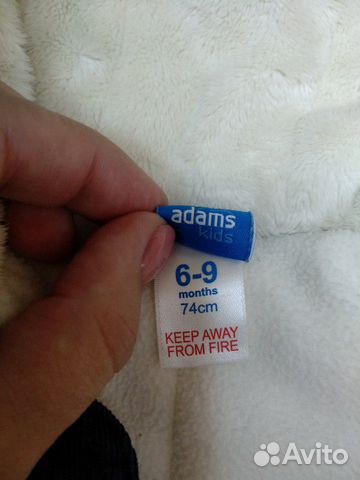 adams
kids
6-9
months
74cm
KEEP AWAY
FROM FIRE
Avito